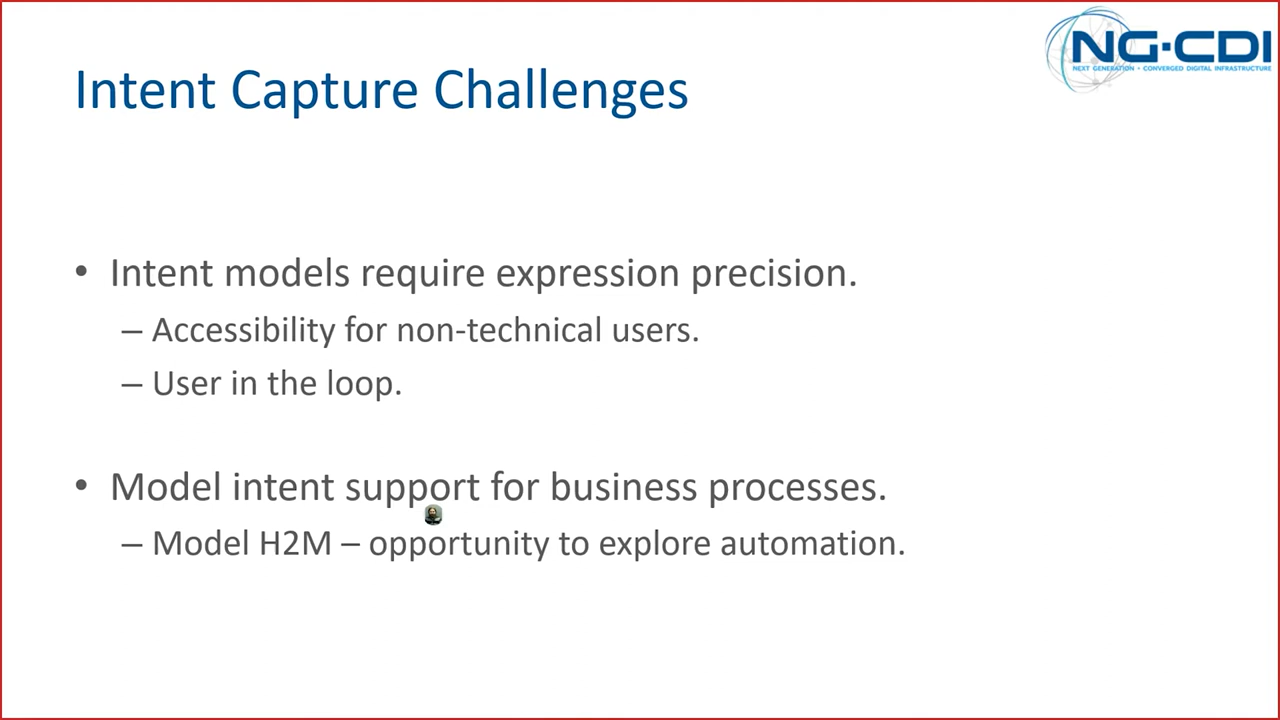 NG-CDI
NEXT GENERATION • CONVERGED DIGITAL INFRASTRUCTURE
Intent Capture Challenges
• Intent models require expression precision.
– Accessibility for non-technical users.
– User in the loop.
• Model intent support for business processes.
– Model H2M – opportunity to explore automation.